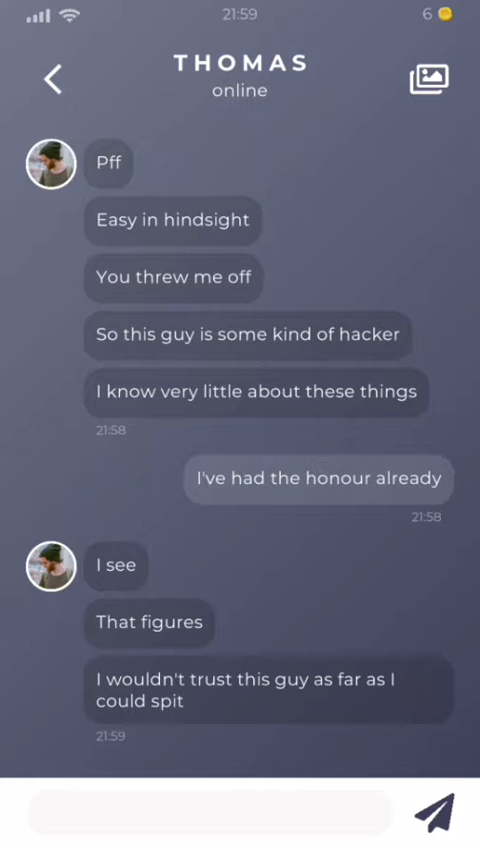 21:59
6
THOMAS
online
Pff
Easy in hindsight
You threw me off
So this guy is some kind of hacker
I know very little about these things
21:58
I've had the honour already
21:58
I see
That figures
I wouldn't trust this guy as far as I
could spit
21:59